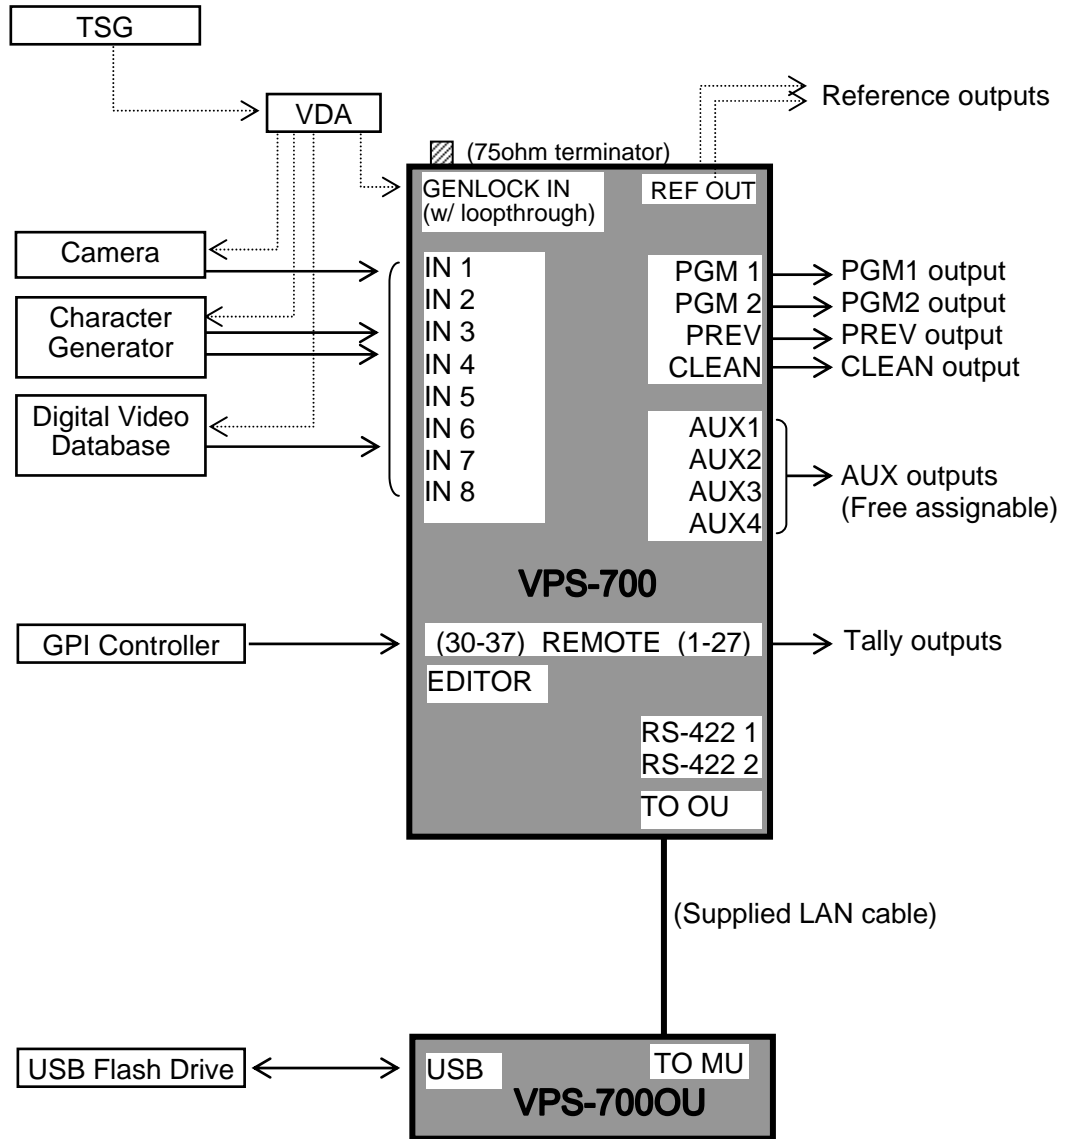 TSG
VDA
Reference outputs
(75ohm terminator)
GENLOCK IN
(w/ loopthrough)
REF OUT
Camera
Character
Generator
Digital Video
Database
IN 1
IN 2
IN 3
IN 4
IN 5
IN 6
IN 7
IN 8
PGM 1
PGM 2
PREV
CLEAN
PGM1 output
PGM2 output
PREV output
CLEAN output
AUX1
AUX2
AUX3
AUX4
AUX outputs
(Free assignable)
VPS-700
GPI Controller
(30-37) REMOTE (1-27)
Tally outputs
EDITOR
RS-422 1
RS-422 2
TO OU
(Supplied LAN cable)
USB Flash Drive
USB
TO MU
VPS-700OU